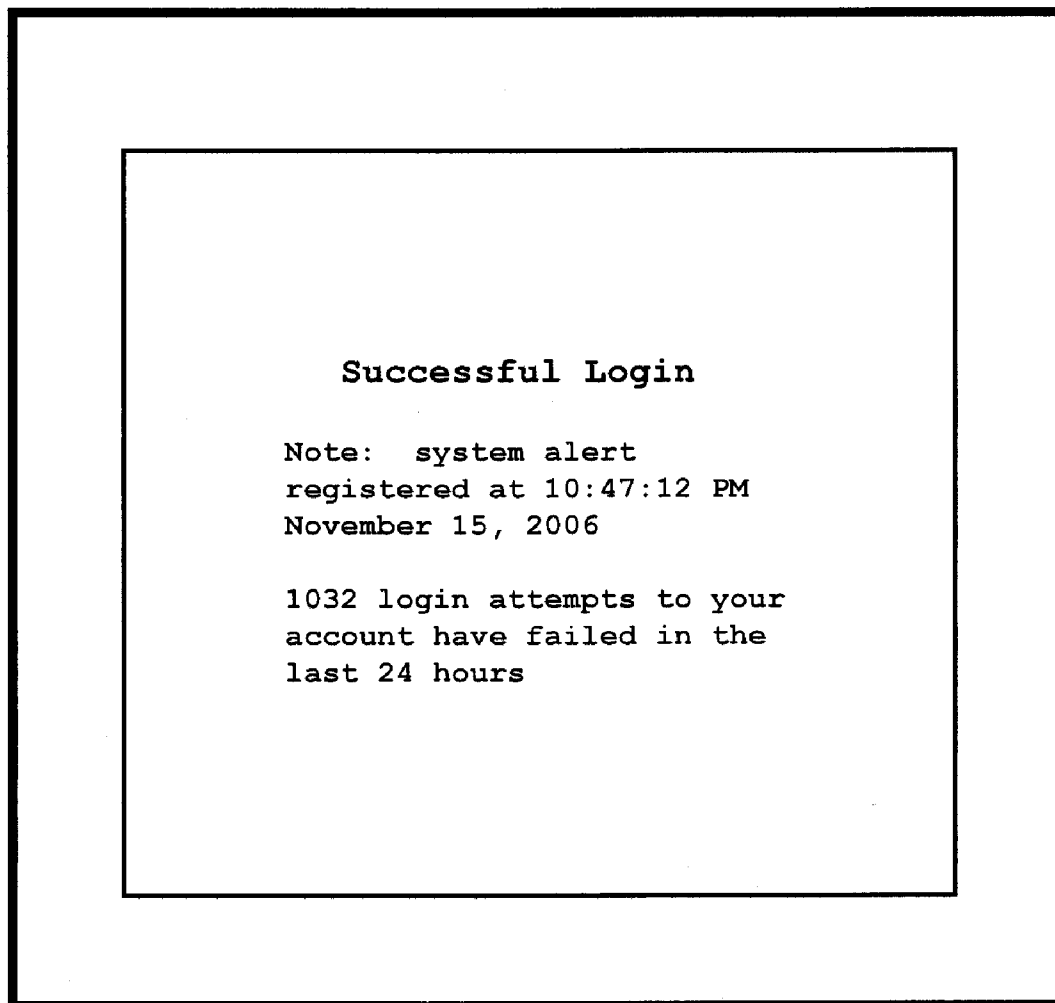 Successful Login
Note: system alert
registered at 10:47:12 PM
November 15, 2006
1032 login attempts to your
account have failed in the
last 24 hours